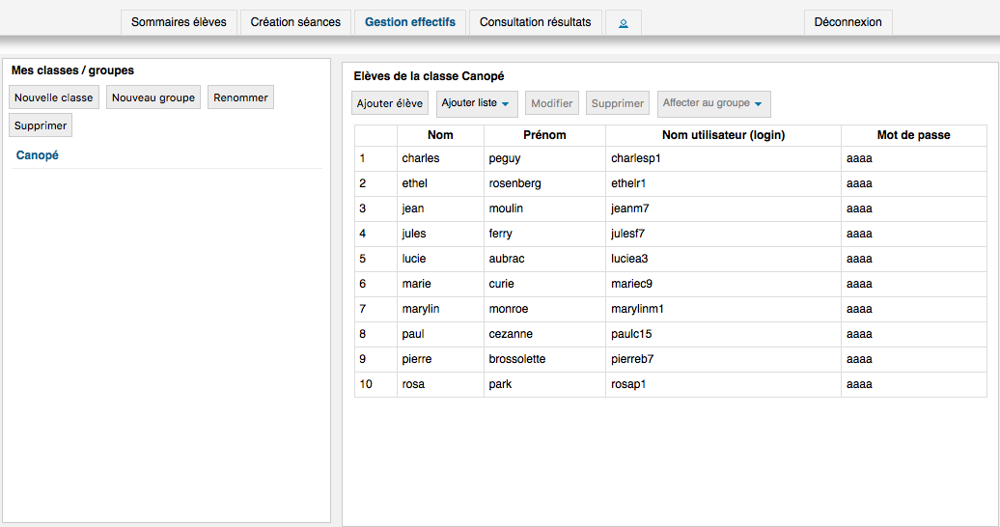 Sommaires élèves Création séances Gestion effectifs Consultation résultats Déconnexion
Mes classes / groupes
Nouvelle classe Nouveau groupe Renommer
Supprimer
Canopé
Elèves de la classe Canopé
Ajouter élève Ajouter liste Modifier Supprimer Affecter au groupe
Nom Prénom Nom utilisateur (login) Mot de passe
1 charles peguy charlesp1 aaaa
2 ethel rosenberg ethelr1 aaaa
3 jean moulin jeanm7 aaaa
4 jules ferry julesf7 aaaa
5 lucie aubrac luciea3 aaaa
6 marie curie mariec9 aaaa
7 marylin monroe marylinm1 aaaa
8 paul cezanne paulc15 aaaa
9 pierre brossolette pierreb7 aaaa
10 rosa park rosap1 aaaa